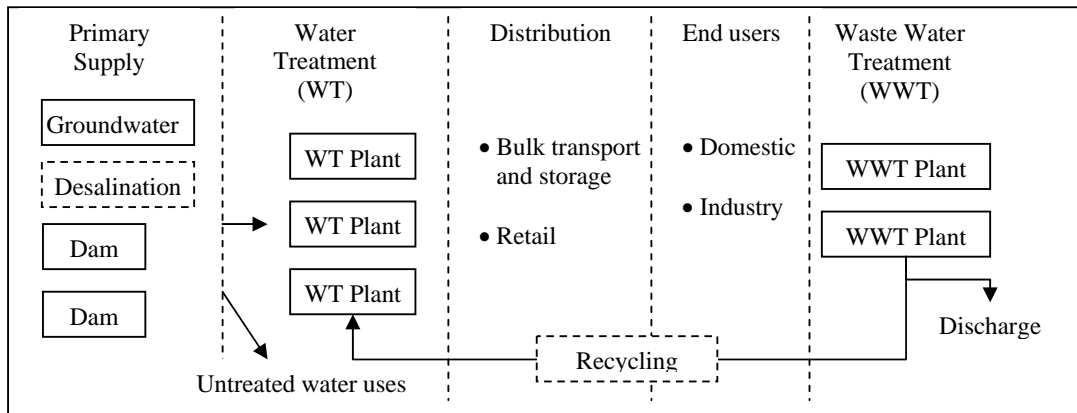 Primary
Supply
Water
Treatment
(WT)
Distribution
End users
Waste Water
Treatment
(WWT)
Groundwater
Desalination
Dam
Dam
WT Plant
WT Plant
WT Plant
• Bulk transport
and storage
• Retail
• Domestic
• Industry
WWT Plant
WWT Plant
Discharge
Recycling
Untreated water uses